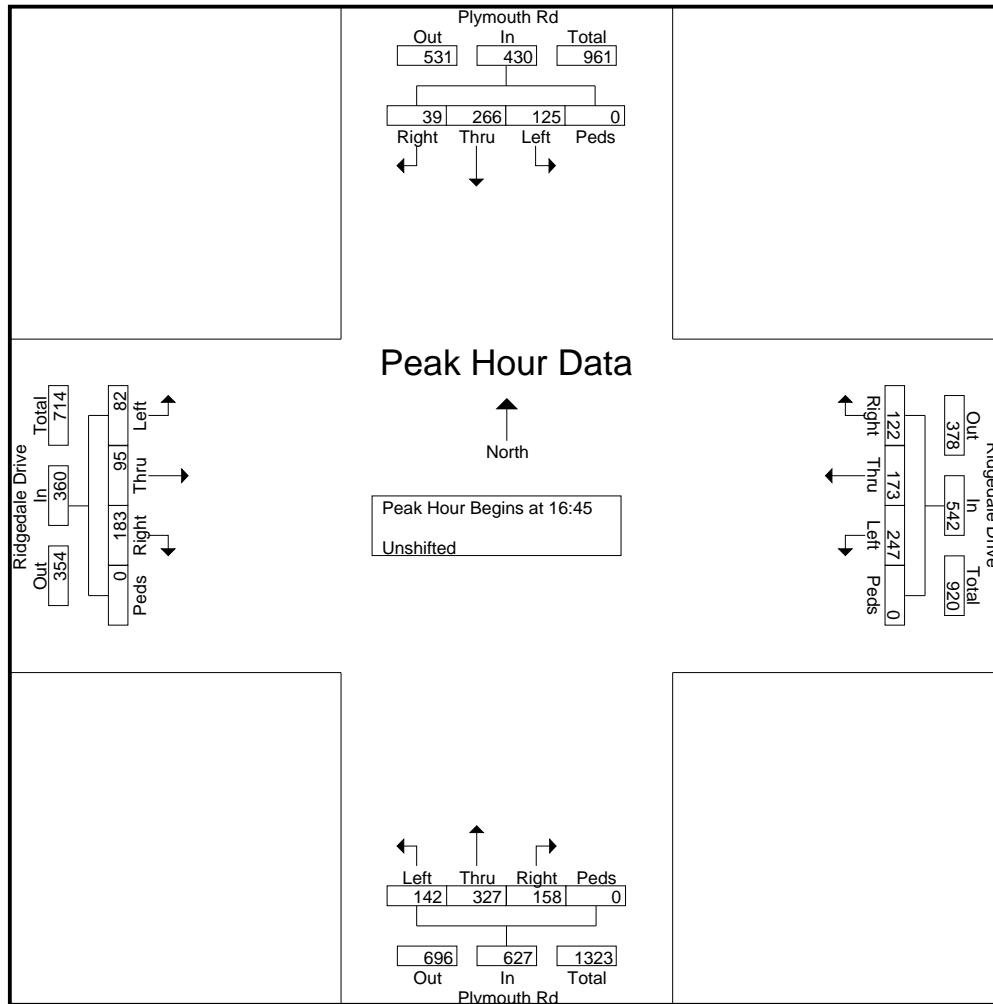 Plymouth Rd
Out In Total
531 430 961
39 266 125 0
Right Thru Left Peds
Peak Hour Data
North
Peak Hour Begins at 16:45
Unshifted
Ridgedale Drive
Total In Out
714 360 354
82 95 183 0
Left Thru Right Peds
Right Thru Left Peds
122 173 247 0
Out In Total
378 542 920
Ridgedale Drive
Left Thru Right Peds
142 327 158 0
696 627 1323
Out In Total
Plymouth Rd